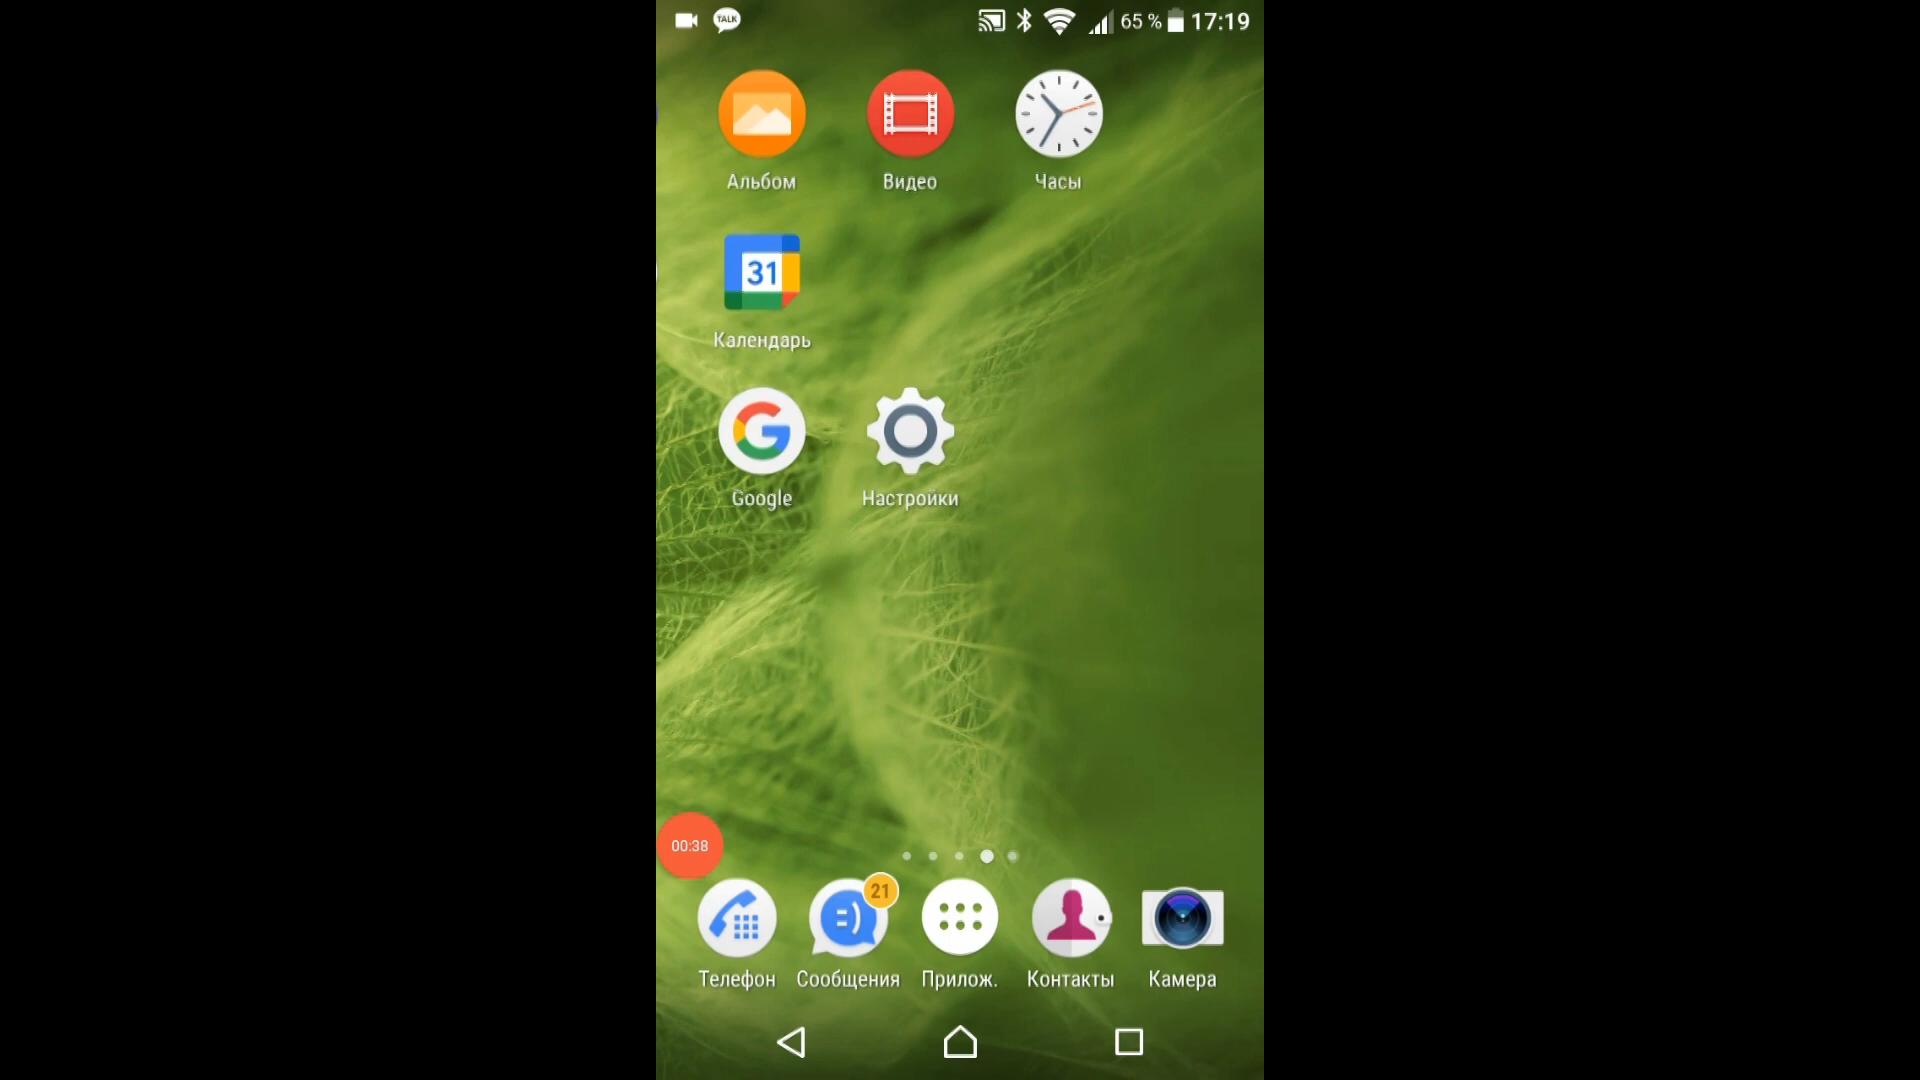 TALK 65 % 17:19
Альбом Видео Часы
31
Календарь
Google Настройки
00:38
21
Телефон Сообщения Прилож. Контакты Камера